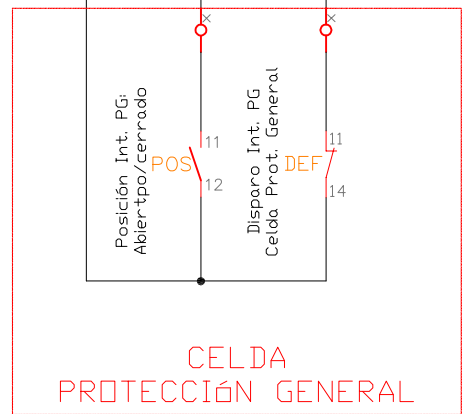 x
x
Posición Int. PG:
Abiertpo/cerrado
POS
11
12
Disparo Int. PG
Celda Prot. General
DEF
11
14
CELDA
PROTECCIóN GENERAL